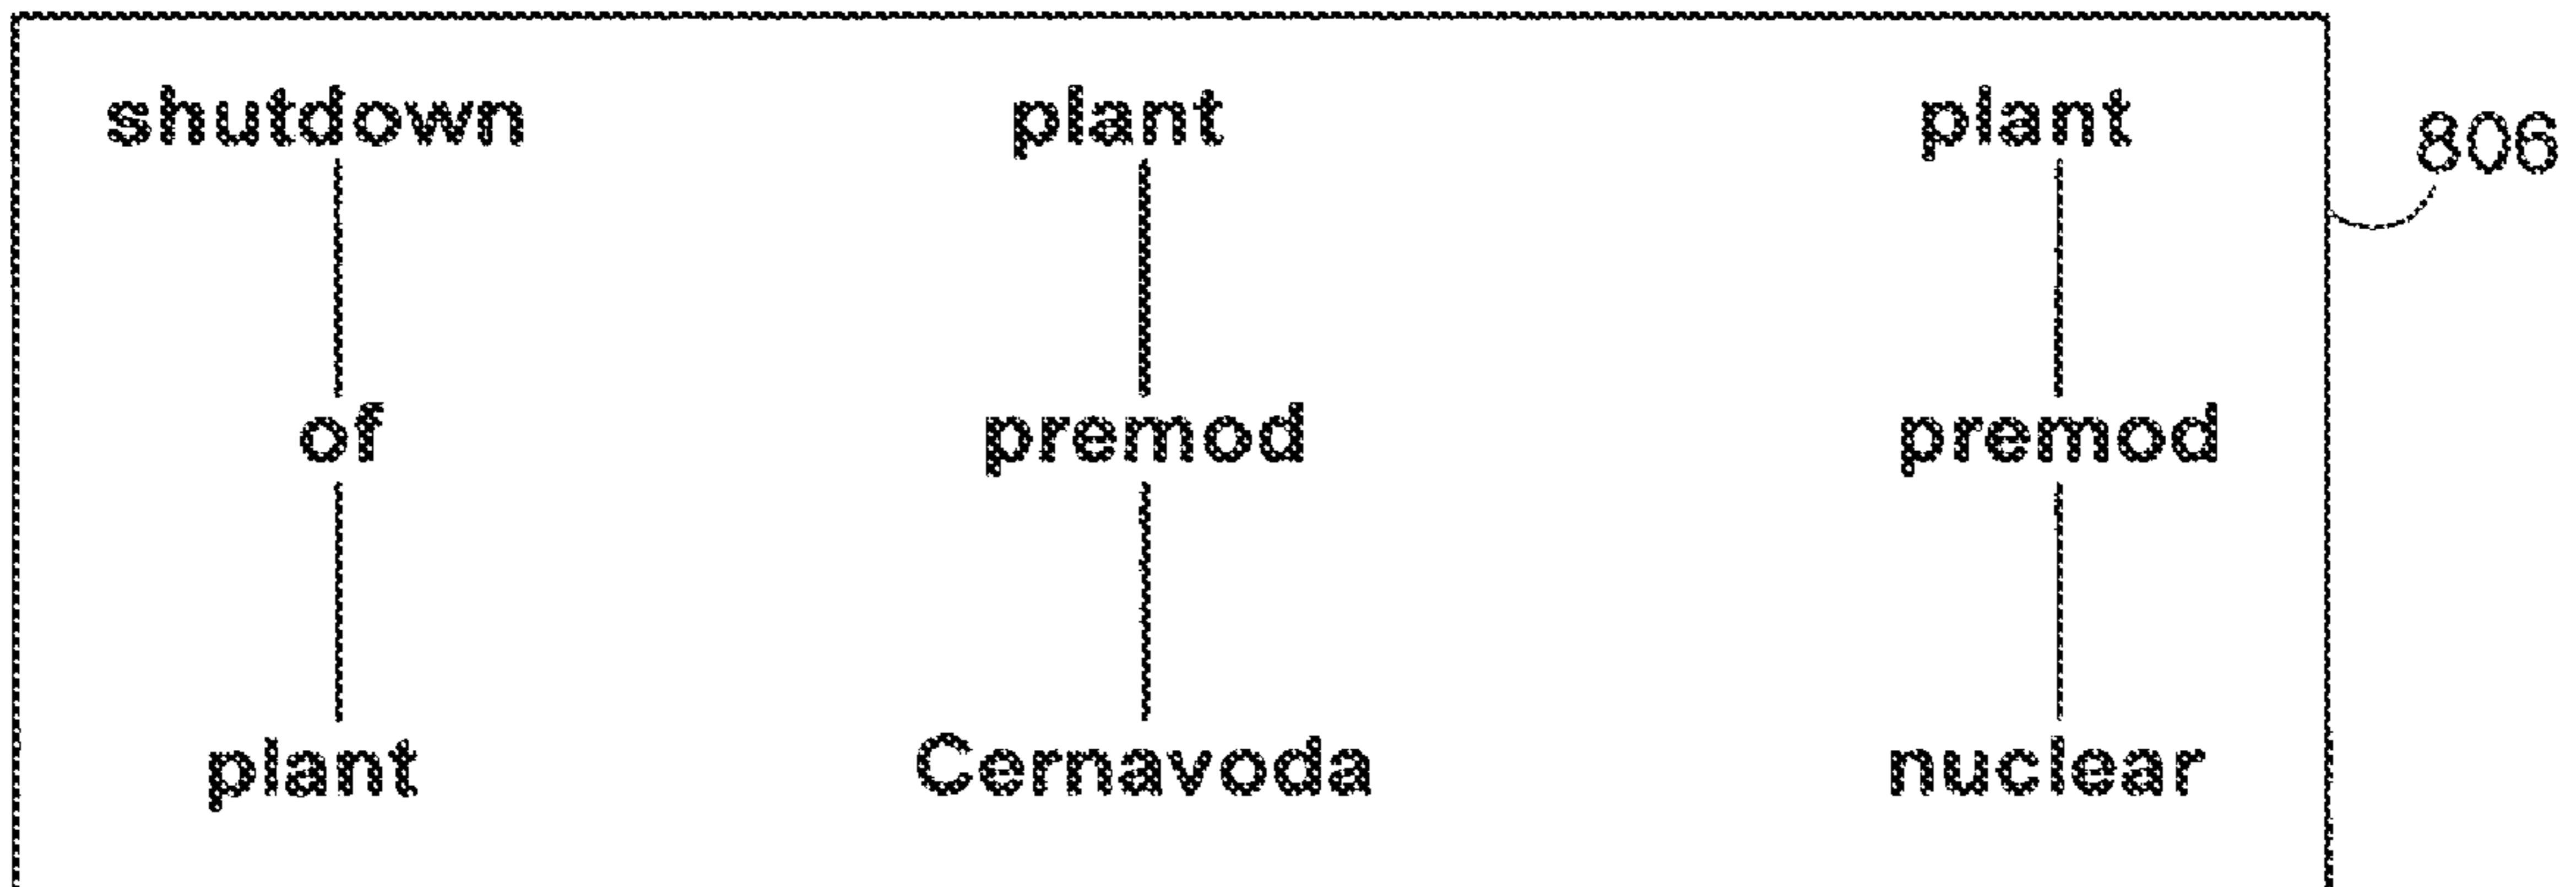 shutdown plant plant 806
of premod premod
plant Cernavoda nuclear